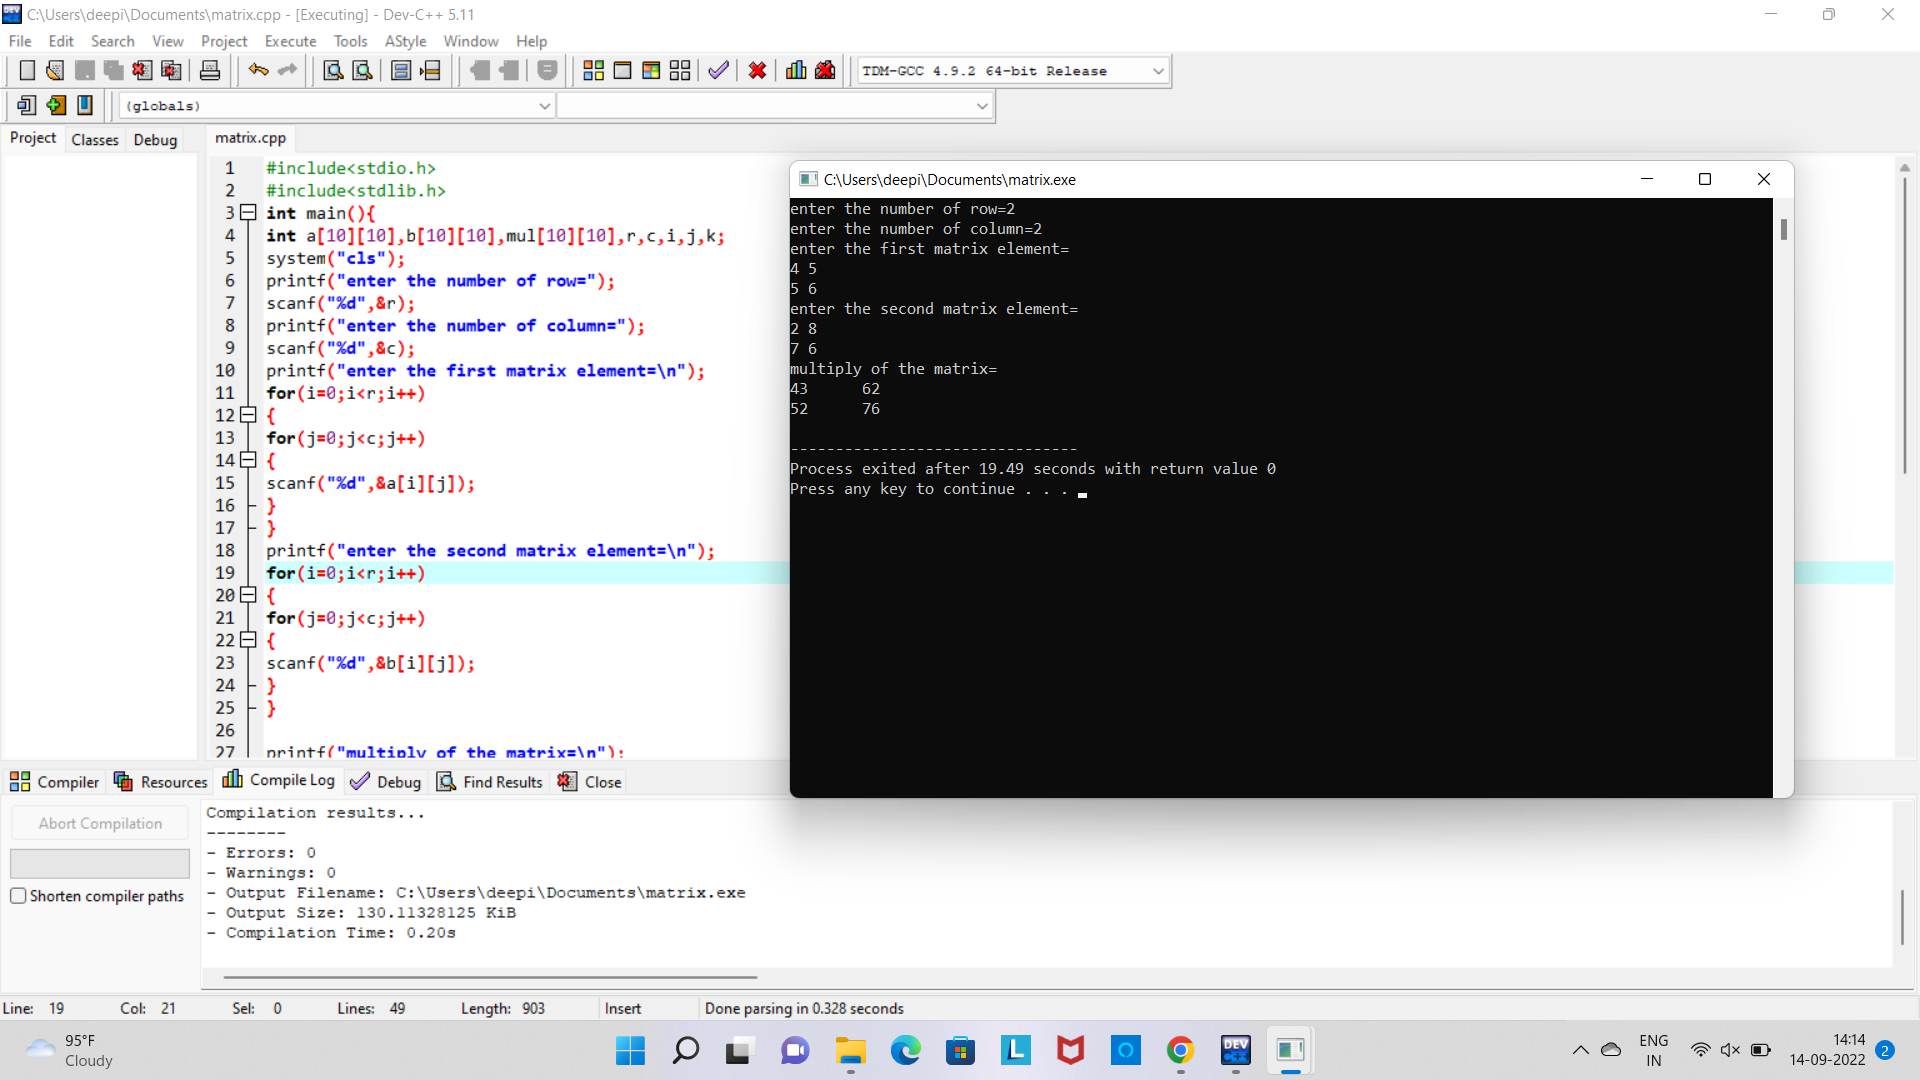 C:\Users\deepi\Documents\matrix.cpp - [Executing] - Dev-C++ 5.11
File Edit Search View Project Execute Tools AStyle Window Help
TDM-GCC 4.9.2 64-bit Release
(globals)
Project Classes Debug
matrix.cpp
1 #include<stdio.h>
2 #include<stdlib.h>
3 int main(){
4 int a[10][10],b[10][10],mul[10][10],r,c,i,j,k;
5 system("cls");
6 printf("enter the number of row=");
7 scanf("%d",&r);
8 printf("enter the number of column=");
9 scanf("%d",&c);
10 printf("enter the first matrix element=\n");
11 for(i=0;i<r;i++)
12 {
13 for(j=0;j<c;j++)
14 {
15 scanf("%d",&a[i][j]);
16 }
17 }
18 printf("enter the second matrix element=\n");
19 for(i=0;i<r;i++)
20 {
21 for(j=0;j<c;j++)
22 {
23 scanf("%d",&b[i][j]);
24 }
25 }
26
27 printf("multiply of the matrix=\n");
C:\Users\deepi\Documents\matrix.exe
enter the number of row=2
enter the number of column=2
enter the first matrix element=
4 5
5 6
enter the second matrix element=
2 8
7 6
multiply of the matrix=
43 62
52 76
--------------------------------
Process exited after 19.49 seconds with return value 0
Press any key to continue . . .
Compiler Resources Compile Log Debug Find Results Close
Abort Compilation
Shorten compiler paths
Compilation results...
--------
- Errors: 0
- Warnings: 0
- Output Filename: C:\Users\deepi\Documents\matrix.exe
- Output Size: 130.11328125 KiB
- Compilation Time: 0.20s
Line: 19 Col: 21 Sel: 0 Lines: 49 Length: 903 Insert Done parsing in 0.328 seconds
95°F
Cloudy
L
DEV
C++
ENG
IN
14:14
14-09-2022
2